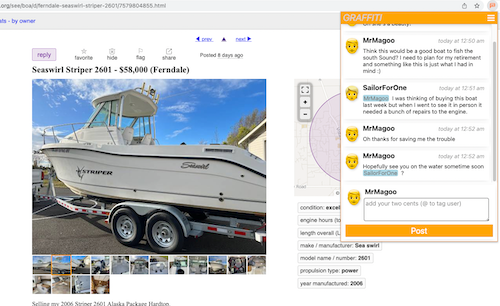 .org/see/boa/d/ferndale-seaswirl-striper-2601/7579804855.html
ats - by owner
◄ prev ▲ next ►
reply
favorite
hide
flag
share
Posted 8 days ago
Seaswirl Striper 2601 - $58,000 (Ferndale)
STRIPER
Seaswirl
+
-
Road
condition: excell
engine hours (to
length overall (L
make / manufacturer: Sea swirl
model name / number: 2601
propulsion type: power
year manufactured: 2006
Selling my 2006 Striper 2601 Alaska Package Hardtop
GRAFFITI
MrMagoo
today at 12:50 am
Think this would be a good boat to fish the
south Sound? I need to plan for my retirement
and something like this is just what I had in
mind :)
SailorForOne
today at 12:51 am
MrMagoo I was thinking of buying this boat
last week but when I went to see it in person it
needed a bunch of repairs to the engine.
MrMagoo
today at 12:52 am
Oh thanks for saving me the trouble
MrMagoo
today at 12:52 am
Hopefully see you on the water sometime soon
SailorForOne ?
MrMagoo
add your two cents (@ to tag user)
Post